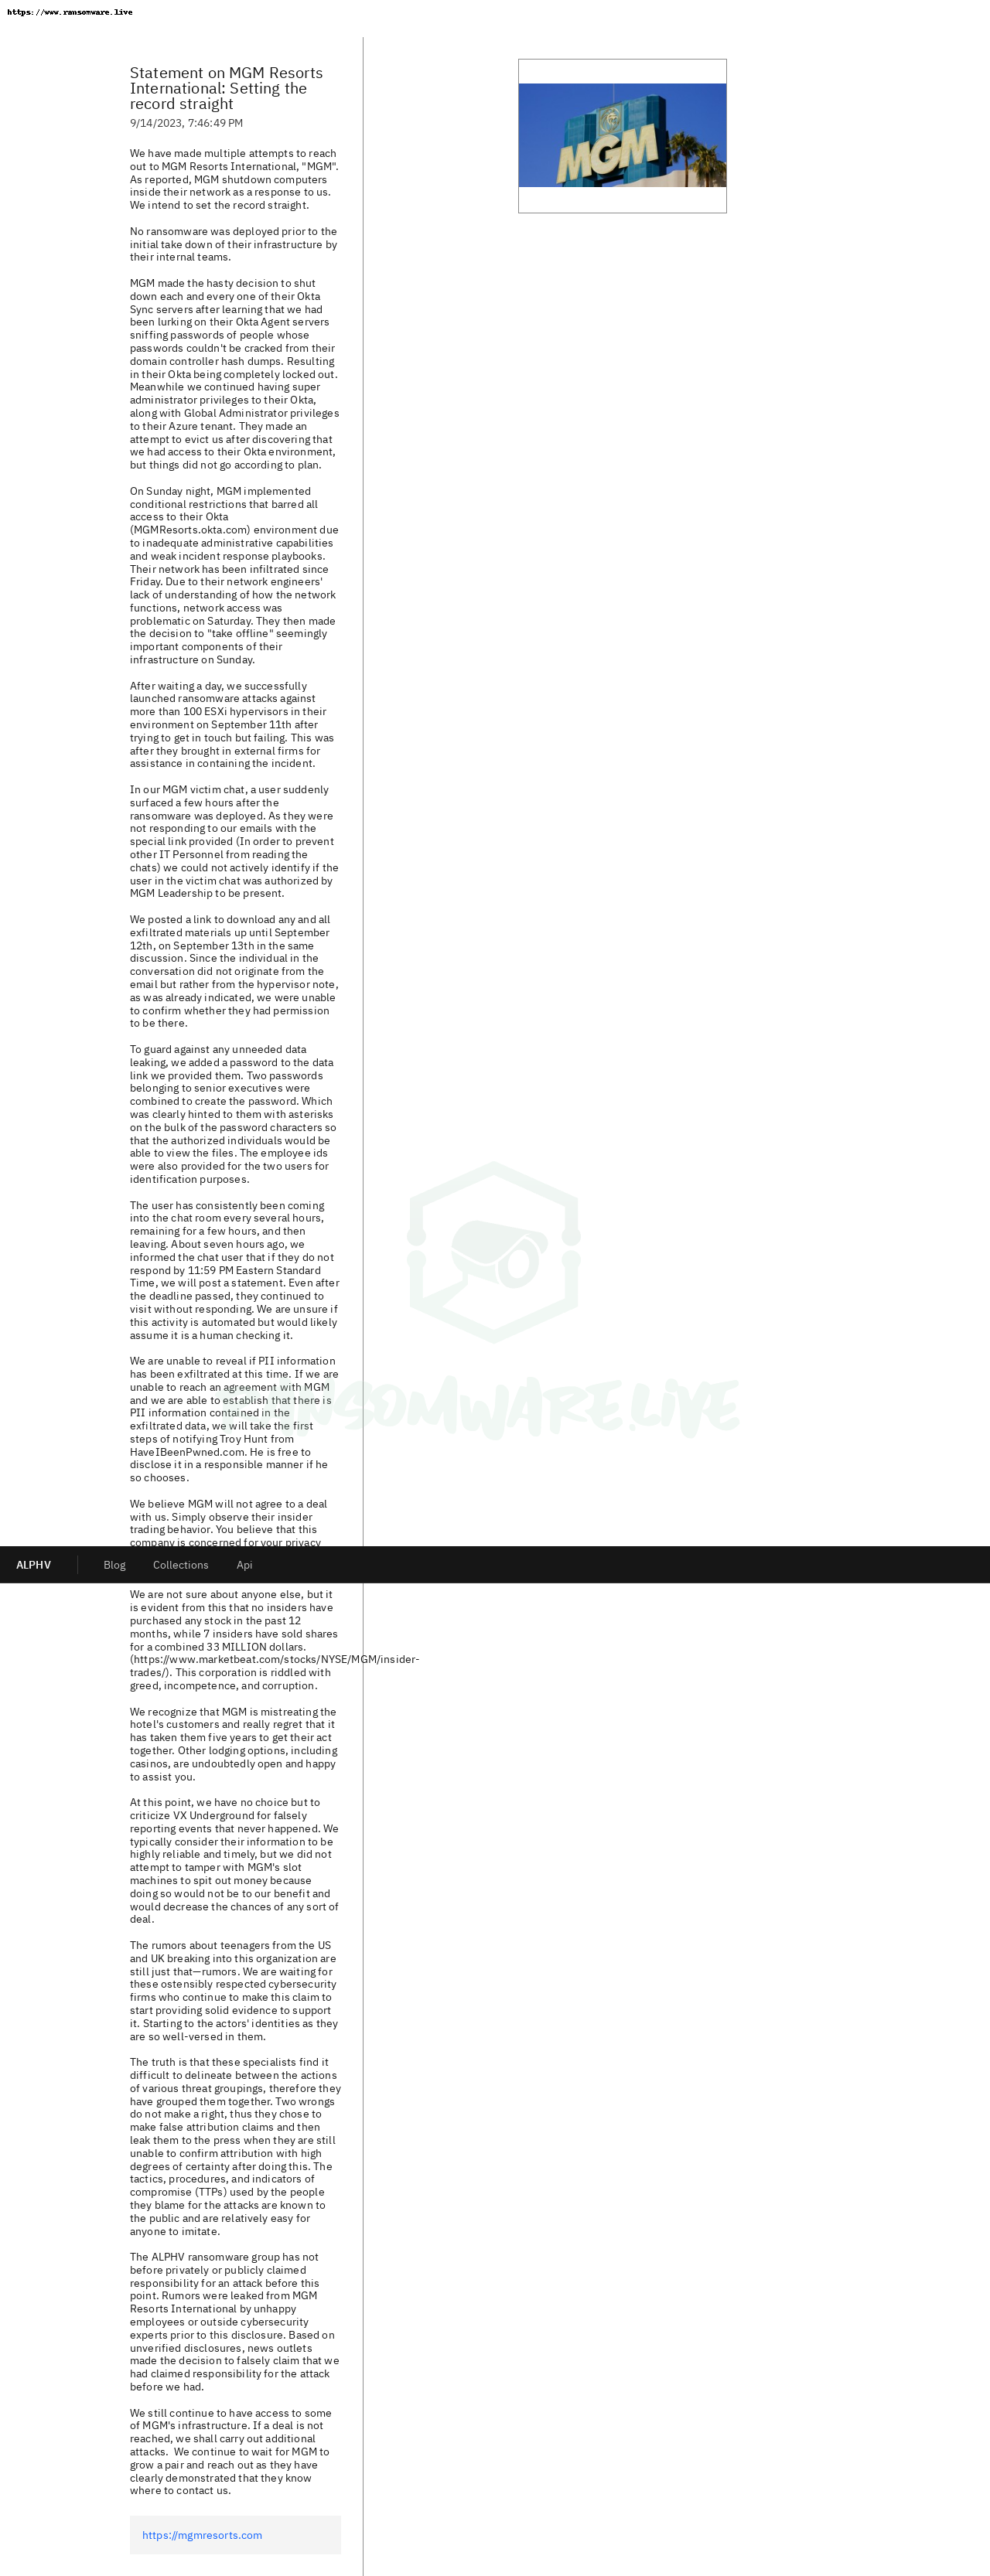 https://www.ransomware.live
Statement on MGM Resorts
International: Setting the
record straight
9/14/2023, 7:46:49 PM
MGM
We have made multiple attempts to reach
out to MGM Resorts International, "MGM".
As reported, MGM shutdown computers
inside their network as a response to us.
We intend to set the record straight.
No ransomware was deployed prior to the
initial take down of their infrastructure by
their internal teams.
MGM made the hasty decision to shut
down each and every one of their Okta
Sync servers after learning that we had
been lurking on their Okta Agent servers
sniffing passwords of people whose
passwords couldn't be cracked from their
domain controller hash dumps. Resulting
in their Okta being completely locked out.
Meanwhile we continued having super
administrator privileges to their Okta,
along with Global Administrator privileges
to their Azure tenant. They made an
attempt to evict us after discovering that
we had access to their Okta environment,
but things did not go according to plan.
On Sunday night, MGM implemented
conditional restrictions that barred all
access to their Okta
(MGMResorts.okta.com) environment due
to inadequate administrative capabilities
and weak incident response playbooks.
Their network has been infiltrated since
Friday. Due to their network engineers'
lack of understanding of how the network
functions, network access was
problematic on Saturday. They then made
the decision to "take offline" seemingly
important components of their
infrastructure on Sunday.
After waiting a day, we successfully
launched ransomware attacks against
more than 100 ESXi hypervisors in their
environment on September 11th after
trying to get in touch but failing. This was
after they brought in external firms for
assistance in containing the incident.
In our MGM victim chat, a user suddenly
surfaced a few hours after the
ransomware was deployed. As they were
not responding to our emails with the
special link provided (In order to prevent
other IT Personnel from reading the
chats) we could not actively identify if the
user in the victim chat was authorized by
MGM Leadership to be present.
We posted a link to download any and all
exfiltrated materials up until September
12th, on September 13th in the same
discussion. Since the individual in the
conversation did not originate from the
email but rather from the hypervisor note,
as was already indicated, we were unable
to confirm whether they had permission
to be there.
To guard against any unneeded data
leaking, we added a password to the data
link we provided them. Two passwords
belonging to senior executives were
combined to create the password. Which
was clearly hinted to them with asterisks
on the bulk of the password characters so
that the authorized individuals would be
able to view the files. The employee ids
were also provided for the two users for
identification purposes.
The user has consistently been coming
into the chat room every several hours,
remaining for a few hours, and then
leaving. About seven hours ago, we
informed the chat user that if they do not
respond by 11:59 PM Eastern Standard
Time, we will post a statement. Even after
the deadline passed, they continued to
visit without responding. We are unsure if
this activity is automated but would likely
assume it is a human checking it.
We are unable to reveal if PII information
has been exfiltrated at this time. If we are
unable to reach an agreement with MGM
and we are able to establish that there is
PII information contained in the
exfiltrated data, we will take the first
steps of notifying Troy Hunt from
HaveIBeenPwned.com. He is free to
disclose it in a responsible manner if he
so chooses.
RANSOMWARE.LIVE
We believe MGM will not agree to a deal
with us. Simply observe their insider
trading behavior. You believe that this
company is concerned for your privacy
ALPHV Blog Collections Api
We are not sure about anyone else, but it
is evident from this that no insiders have
purchased any stock in the past 12
months, while 7 insiders have sold shares
for a combined 33 MILLION dollars.
(https://www.marketbeat.com/stocks/NYSE/MGM/insider-
trades/). This corporation is riddled with
greed, incompetence, and corruption.
We recognize that MGM is mistreating the
hotel's customers and really regret that it
has taken them five years to get their act
together. Other lodging options, including
casinos, are undoubtedly open and happy
to assist you.
At this point, we have no choice but to
criticize VX Underground for falsely
reporting events that never happened. We
typically consider their information to be
highly reliable and timely, but we did not
attempt to tamper with MGM's slot
machines to spit out money because
doing so would not be to our benefit and
would decrease the chances of any sort of
deal.
The rumors about teenagers from the US
and UK breaking into this organization are
still just that—rumors. We are waiting for
these ostensibly respected cybersecurity
firms who continue to make this claim to
start providing solid evidence to support
it. Starting to the actors' identities as they
are so well-versed in them.
The truth is that these specialists find it
difficult to delineate between the actions
of various threat groupings, therefore they
have grouped them together. Two wrongs
do not make a right, thus they chose to
make false attribution claims and then
leak them to the press when they are still
unable to confirm attribution with high
degrees of certainty after doing this. The
tactics, procedures, and indicators of
compromise (TTPs) used by the people
they blame for the attacks are known to
the public and are relatively easy for
anyone to imitate.
The ALPHV ransomware group has not
before privately or publicly claimed
responsibility for an attack before this
point. Rumors were leaked from MGM
Resorts International by unhappy
employees or outside cybersecurity
experts prior to this disclosure. Based on
unverified disclosures, news outlets
made the decision to falsely claim that we
had claimed responsibility for the attack
before we had.
We still continue to have access to some
of MGM's infrastructure. If a deal is not
reached, we shall carry out additional
attacks.  We continue to wait for MGM to
grow a pair and reach out as they have
clearly demonstrated that they know
where to contact us.
https://mgmresorts.com